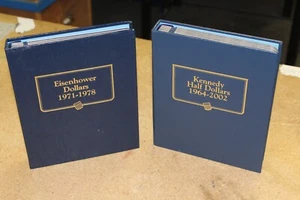 Eisenhower
Dollars
1971-1978
Kennedy
Half Dollars
1964-2002